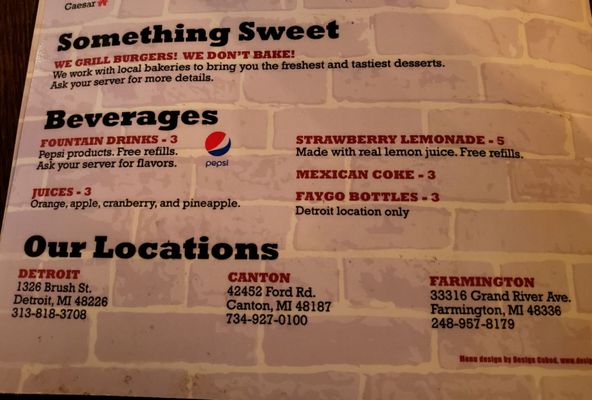 Caesar
Something Sweet
WE GRILL BURGERS! WE DON'T BAKE!
We work with local bakeries to bring you the freshest and tastiest desserts.
Ask your server for more details.
Beverages
FOUNTAIN DRINKS - 3
Pepsi products. Free refills.
Ask your server for flavors.
pepsi
JUICES - 3
Orange, apple, cranberry, and pineapple.
STRAWBERRY LEMONADE - 5
Made with real lemon juice. Free refills.
MEXICAN COKE - 3
FAYGO BOTTLES - 3
Detroit location only
Our Locations
DETROIT
1326 Brush St.
Detroit, MI 48226
313-818-3708
CANTON
42452 Ford Rd.
Canton, MI 48187
734-927-0100
FARMINGTON
33316 Grand River Ave.
Farmington, MI 48336
248-957-8179
Menu design by Design Cubed, www.desig